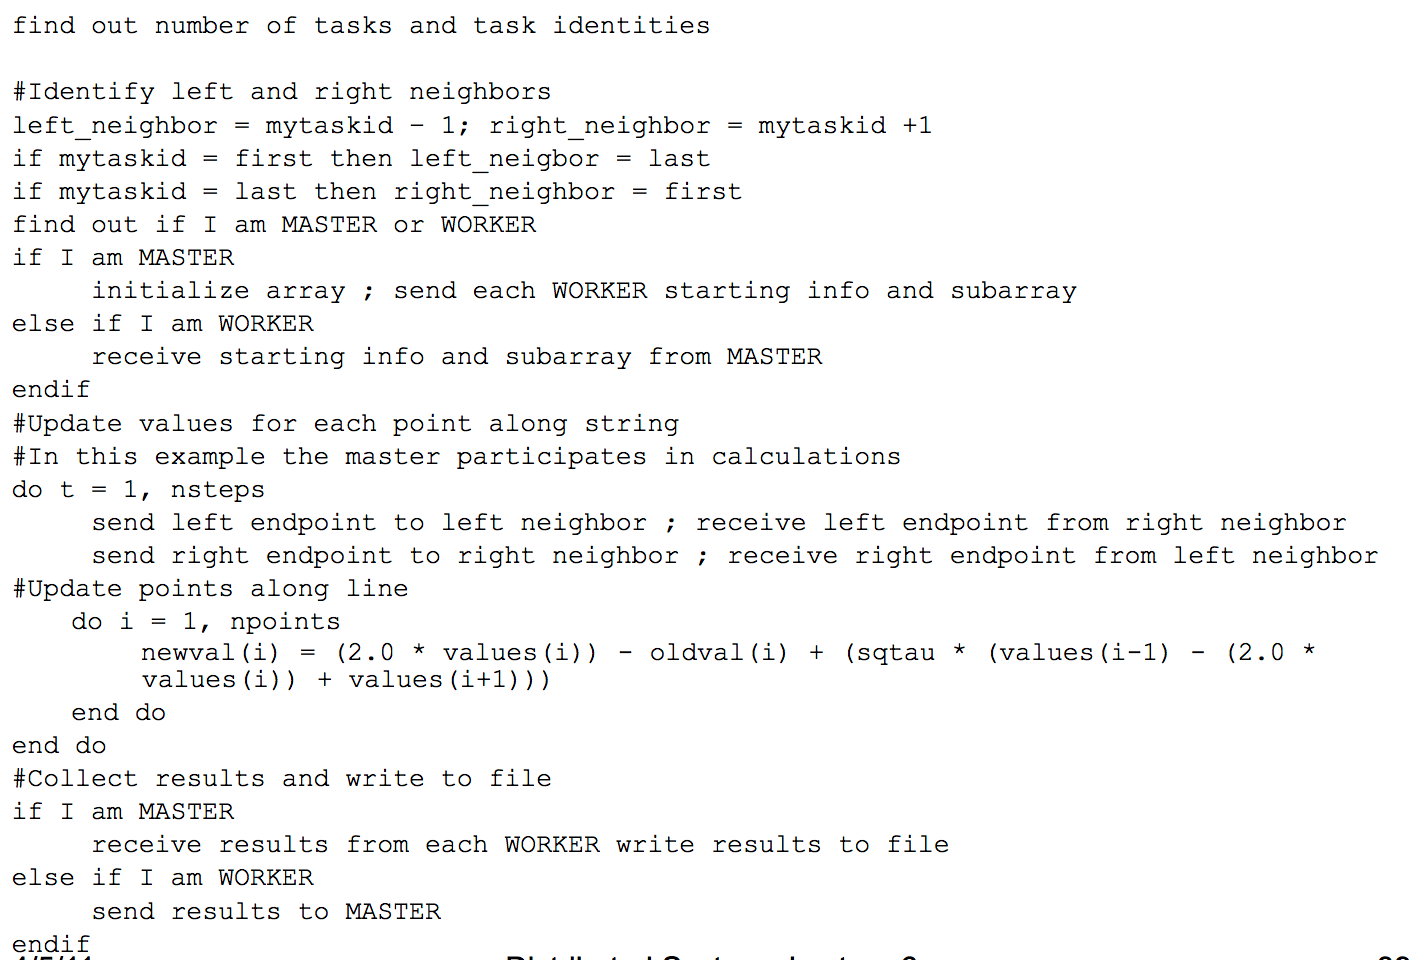 find out number of tasks and task identities
#Identify left and right neighbors
left_neighbor = mytaskid – 1; right_neighbor = mytaskid +1
if mytaskid = first then left_neigbor = last
if mytaskid = last then right_neighbor = first
find out if I am MASTER or WORKER
if I am MASTER
initialize array ; send each WORKER starting info and subarray
else if I am WORKER
receive starting info and subarray from MASTER
endif
#Update values for each point along string
#In this example the master participates in calculations
do t = 1, nsteps
send left endpoint to left neighbor ; receive left endpoint from right neighbor
send right endpoint to right neighbor ; receive right endpoint from left neighbor
#Update points along line
do i = 1, npoints
newval(i) = (2.0 * values(i)) - oldval(i) + (sqtau * (values(i-1) - (2.0 *
values(i)) + values(i+1)))
end do
end do
#Collect results and write to file
if I am MASTER
receive results from each WORKER write results to file
else if I am WORKER
send results to MASTER
endif